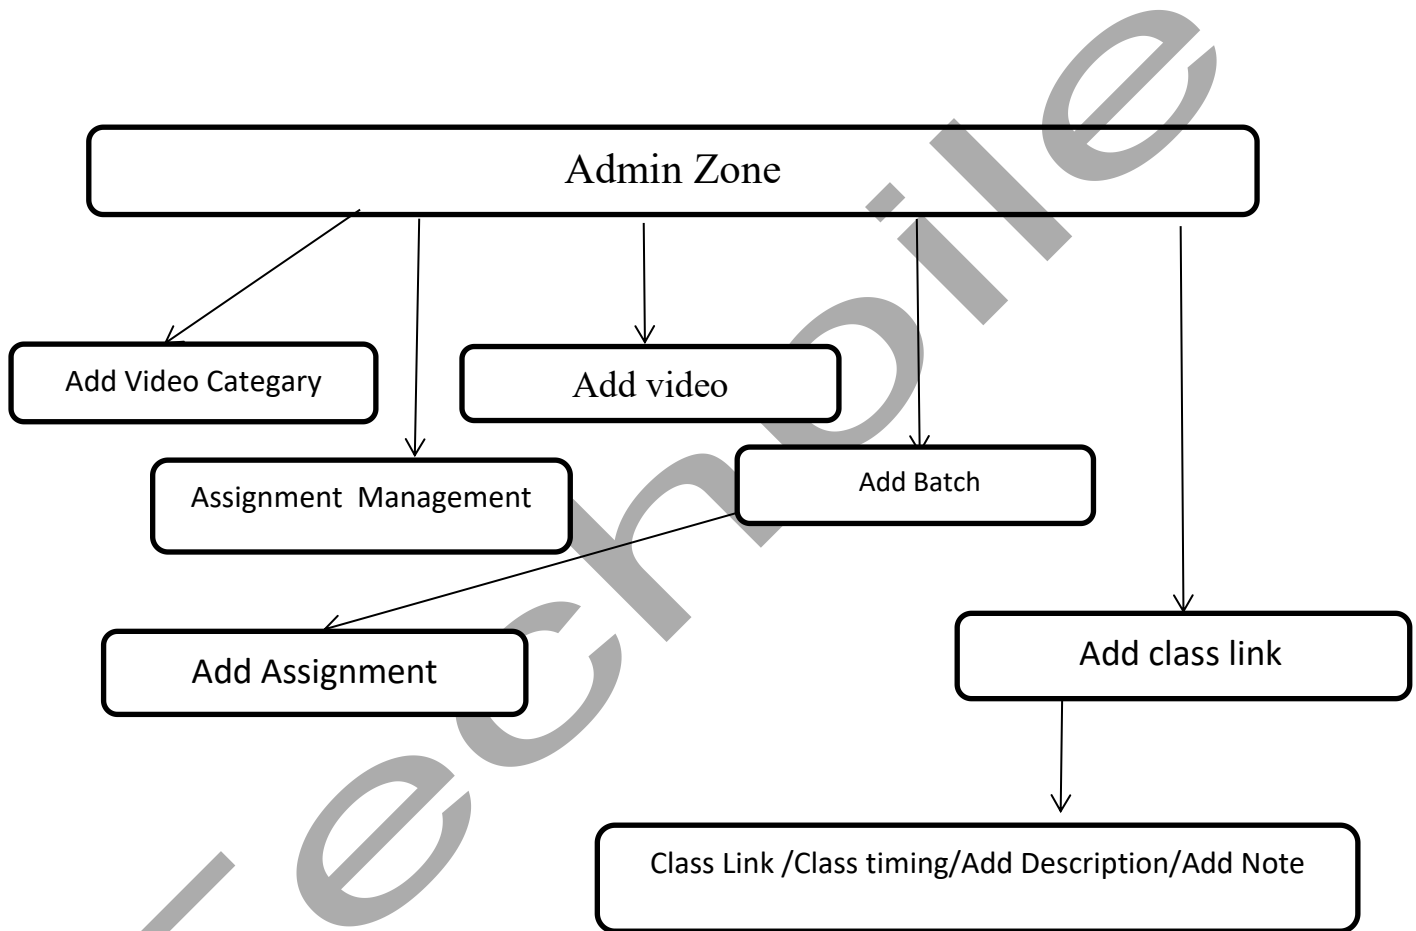 Admin Zone
Add Video Categary
Add video
Assignment  Management
Add Batch
Add Assignment
Add class link
Class Link /Class timing/Add Description/Add Note
Techpile